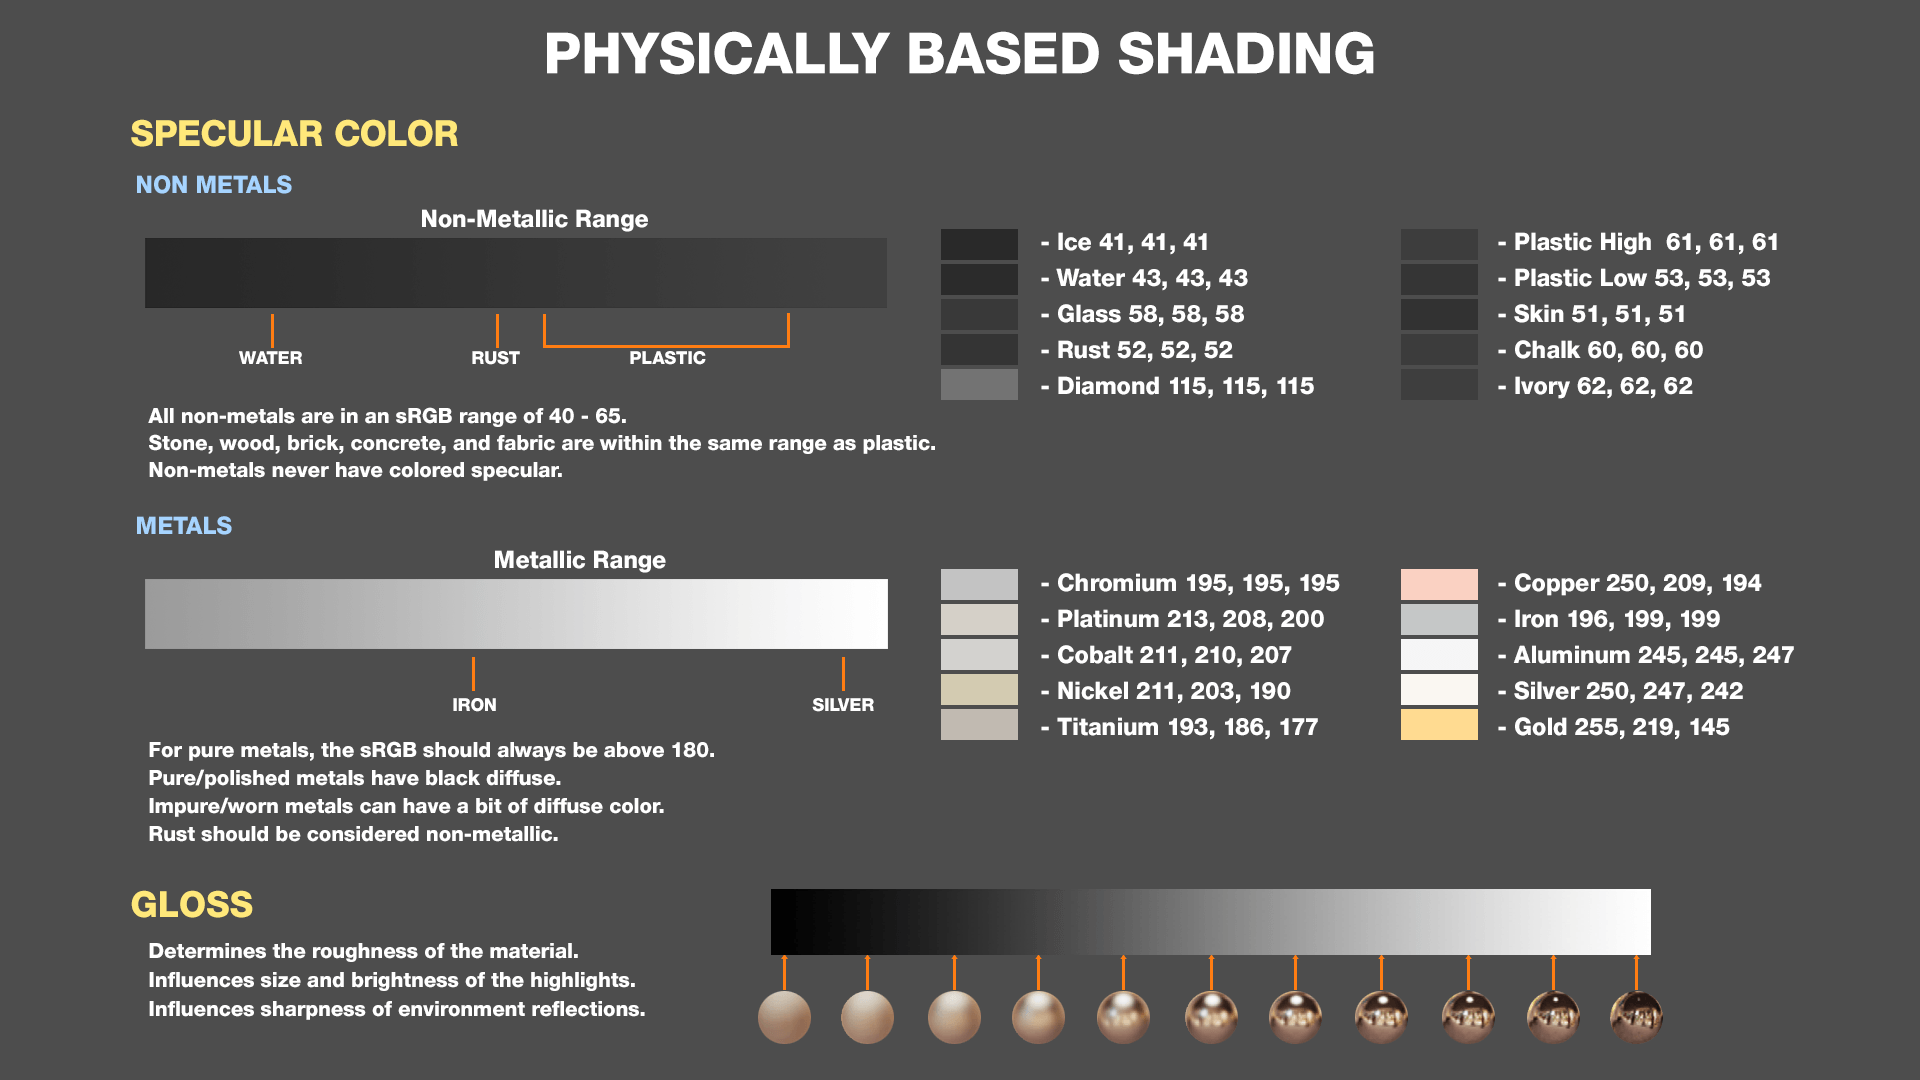 PHYSICALLY BASED SHADING
SPECULAR COLOR
NON METALS
Non-Metallic Range
WATER
RUST
PLASTIC
- Ice 41, 41, 41
- Water 43, 43, 43
- Glass 58, 58, 58
- Rust 52, 52, 52
- Diamond 115, 115, 115
- Plastic High  61, 61, 61
- Plastic Low 53, 53, 53
- Skin 51, 51, 51
- Chalk 60, 60, 60
- Ivory 62, 62, 62
All non-metals are in an sRGB range of 40 - 65.
Stone, wood, brick, concrete, and fabric are within the same range as plastic.
Non-metals never have colored specular.
METALS
Metallic Range
IRON
SILVER
- Chromium 195, 195, 195
- Platinum 213, 208, 200
- Cobalt 211, 210, 207
- Nickel 211, 203, 190
- Titanium 193, 186, 177
- Copper 250, 209, 194
- Iron 196, 199, 199
- Aluminum 245, 245, 247
- Silver 250, 247, 242
- Gold 255, 219, 145
For pure metals, the sRGB should always be above 180.
Pure/polished metals have black diffuse.
Impure/worn metals can have a bit of diffuse color.
Rust should be considered non-metallic.
GLOSS
Determines the roughness of the material.
Influences size and brightness of the highlights.
Influences sharpness of environment reflections.